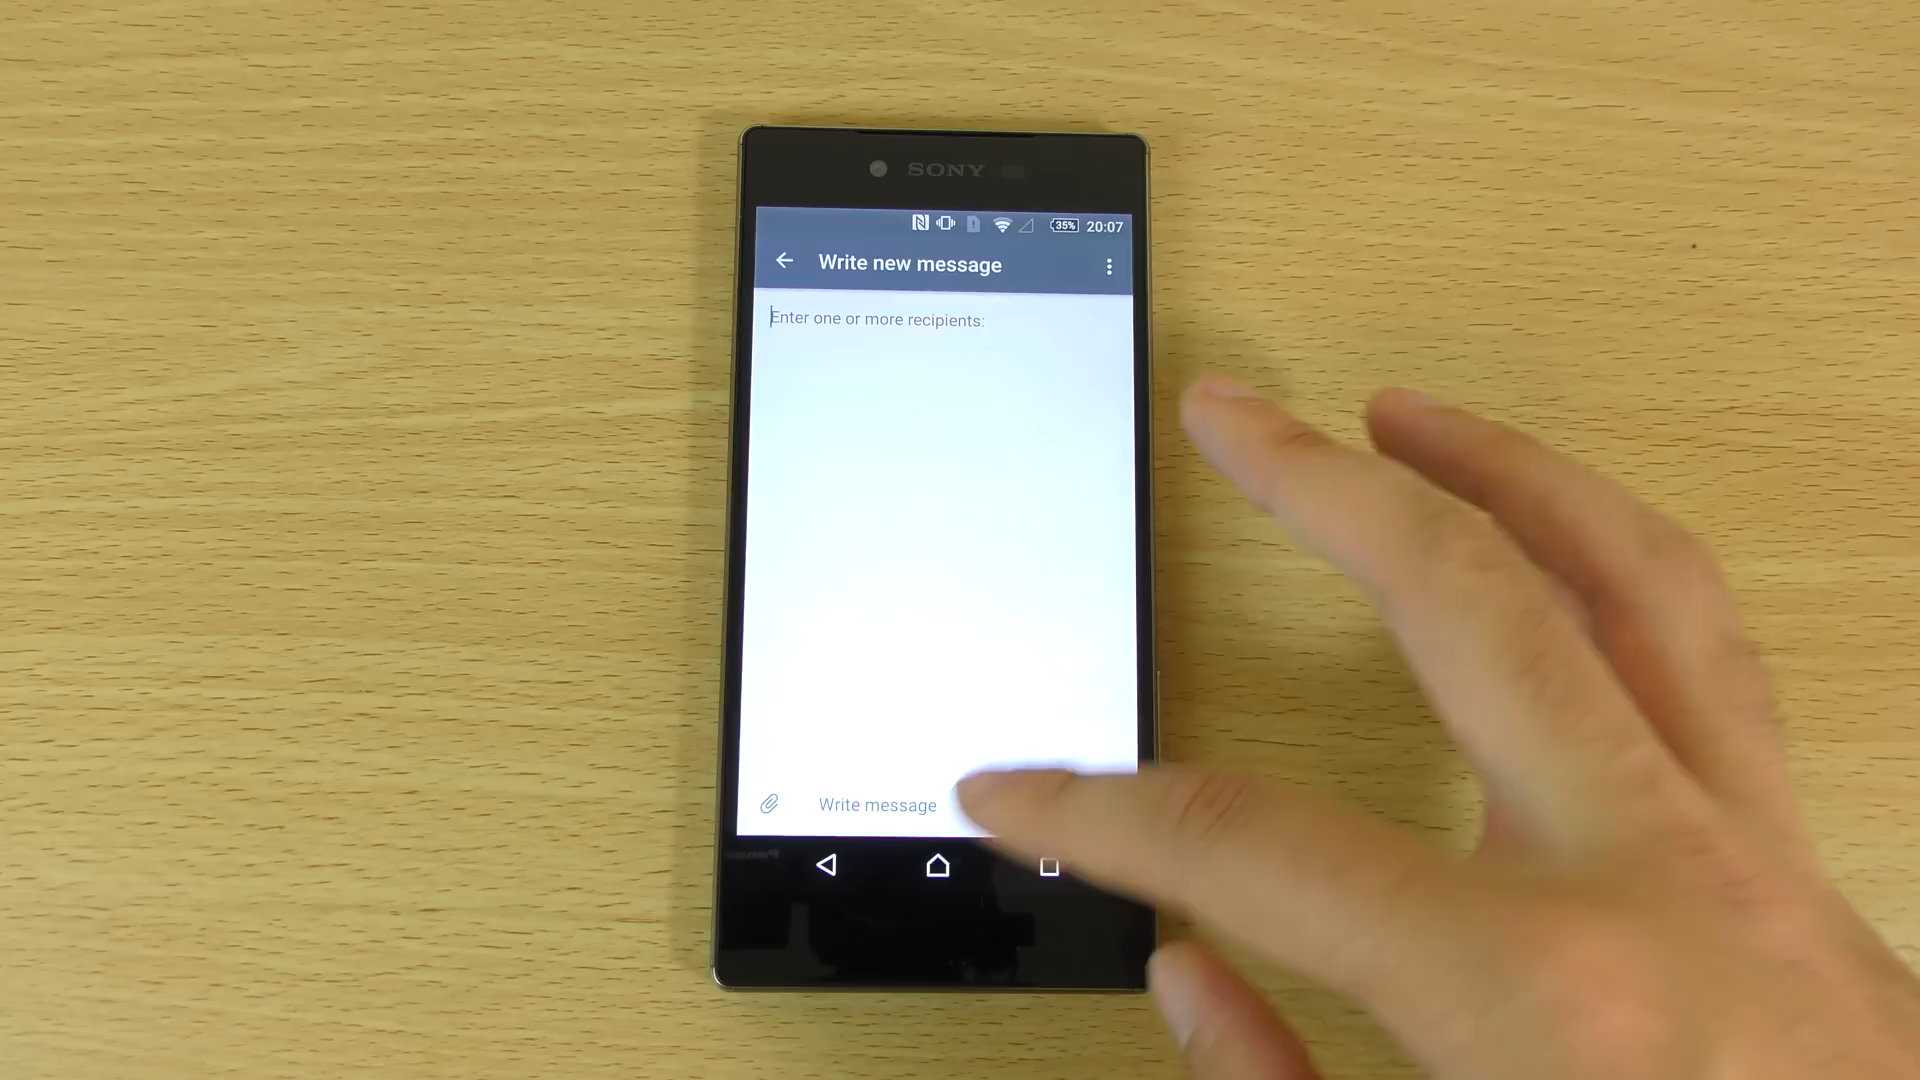 SONY
35% 20:07
Write new message
Enter one or more recipients:
Write message